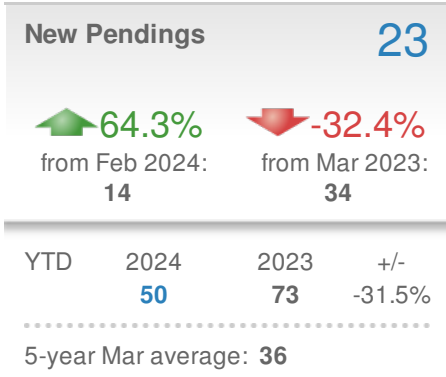 New Pendings 23
64.3% -32.4%
from Feb 2024: from Mar 2023:
14 34
YTD 2024 2023 +/-
50 73 -31.5%
5-year Mar average: 36